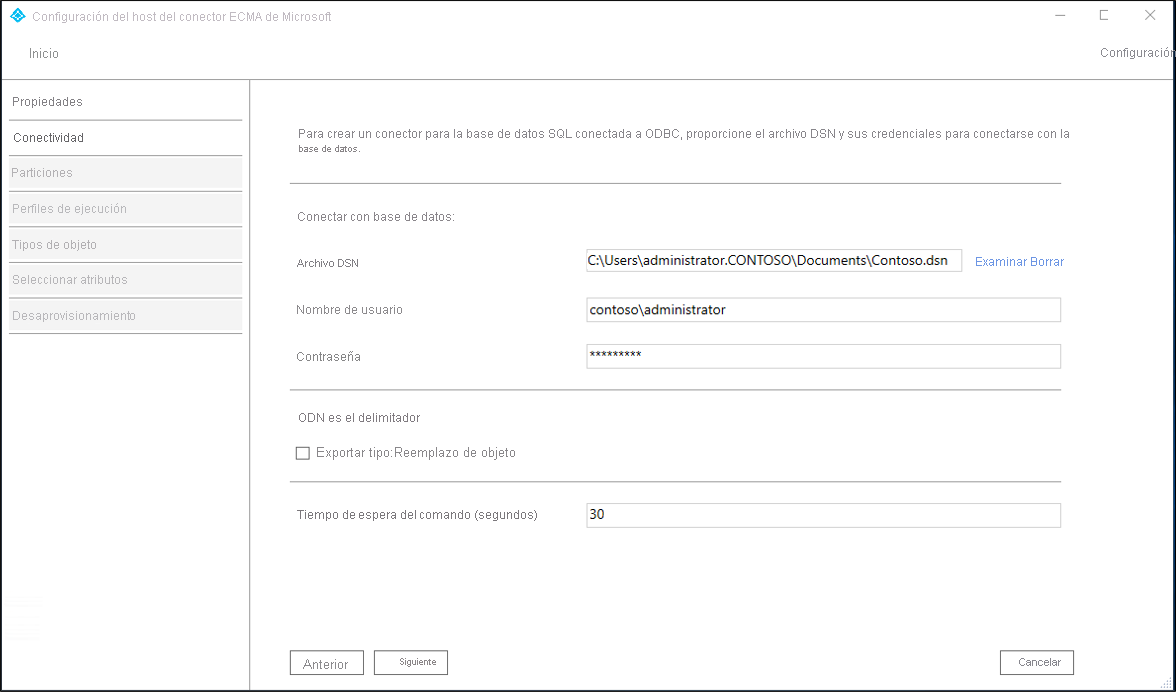 Configuración del host del conector ECMA de Microsoft
Inicio
Configuración
Propiedades
Conectividad
Particiones
Perfiles de ejecución
Tipos de objeto
Seleccionar atributos
Desaprovisionamiento
Para crear un conector para la base de datos SQL conectada a ODBC, proporcione el archivo DSN y sus credenciales para conectarse con la
base de datos.
Conectar con base de datos:
Archivo DSN C:\Users\administrator.CONTOSO\Documents\Contoso.dsn Examinar Borrar
Nombre de usuario contoso\administrator
Contraseña *********
ODN es el delimitador
Exportar tipo:Reemplazo de objeto
Tiempo de espera del comando (segundos) 30
Anterior Siguiente Cancelar